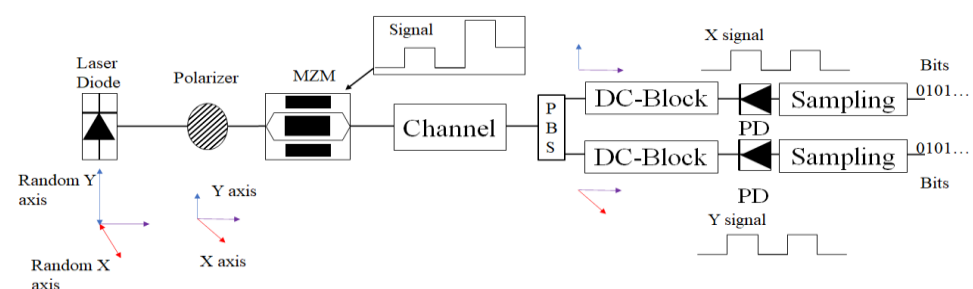 Laser
Diode
Polarizer
MZM
Signal
Channel
P
B
S
X signal
Bits
DC-Block
Sampling
0101...
PD
DC-Block
Sampling
0101...
Bits
PD
Y signal
Random Y
axis
Random X
axis
Y axis
X axis